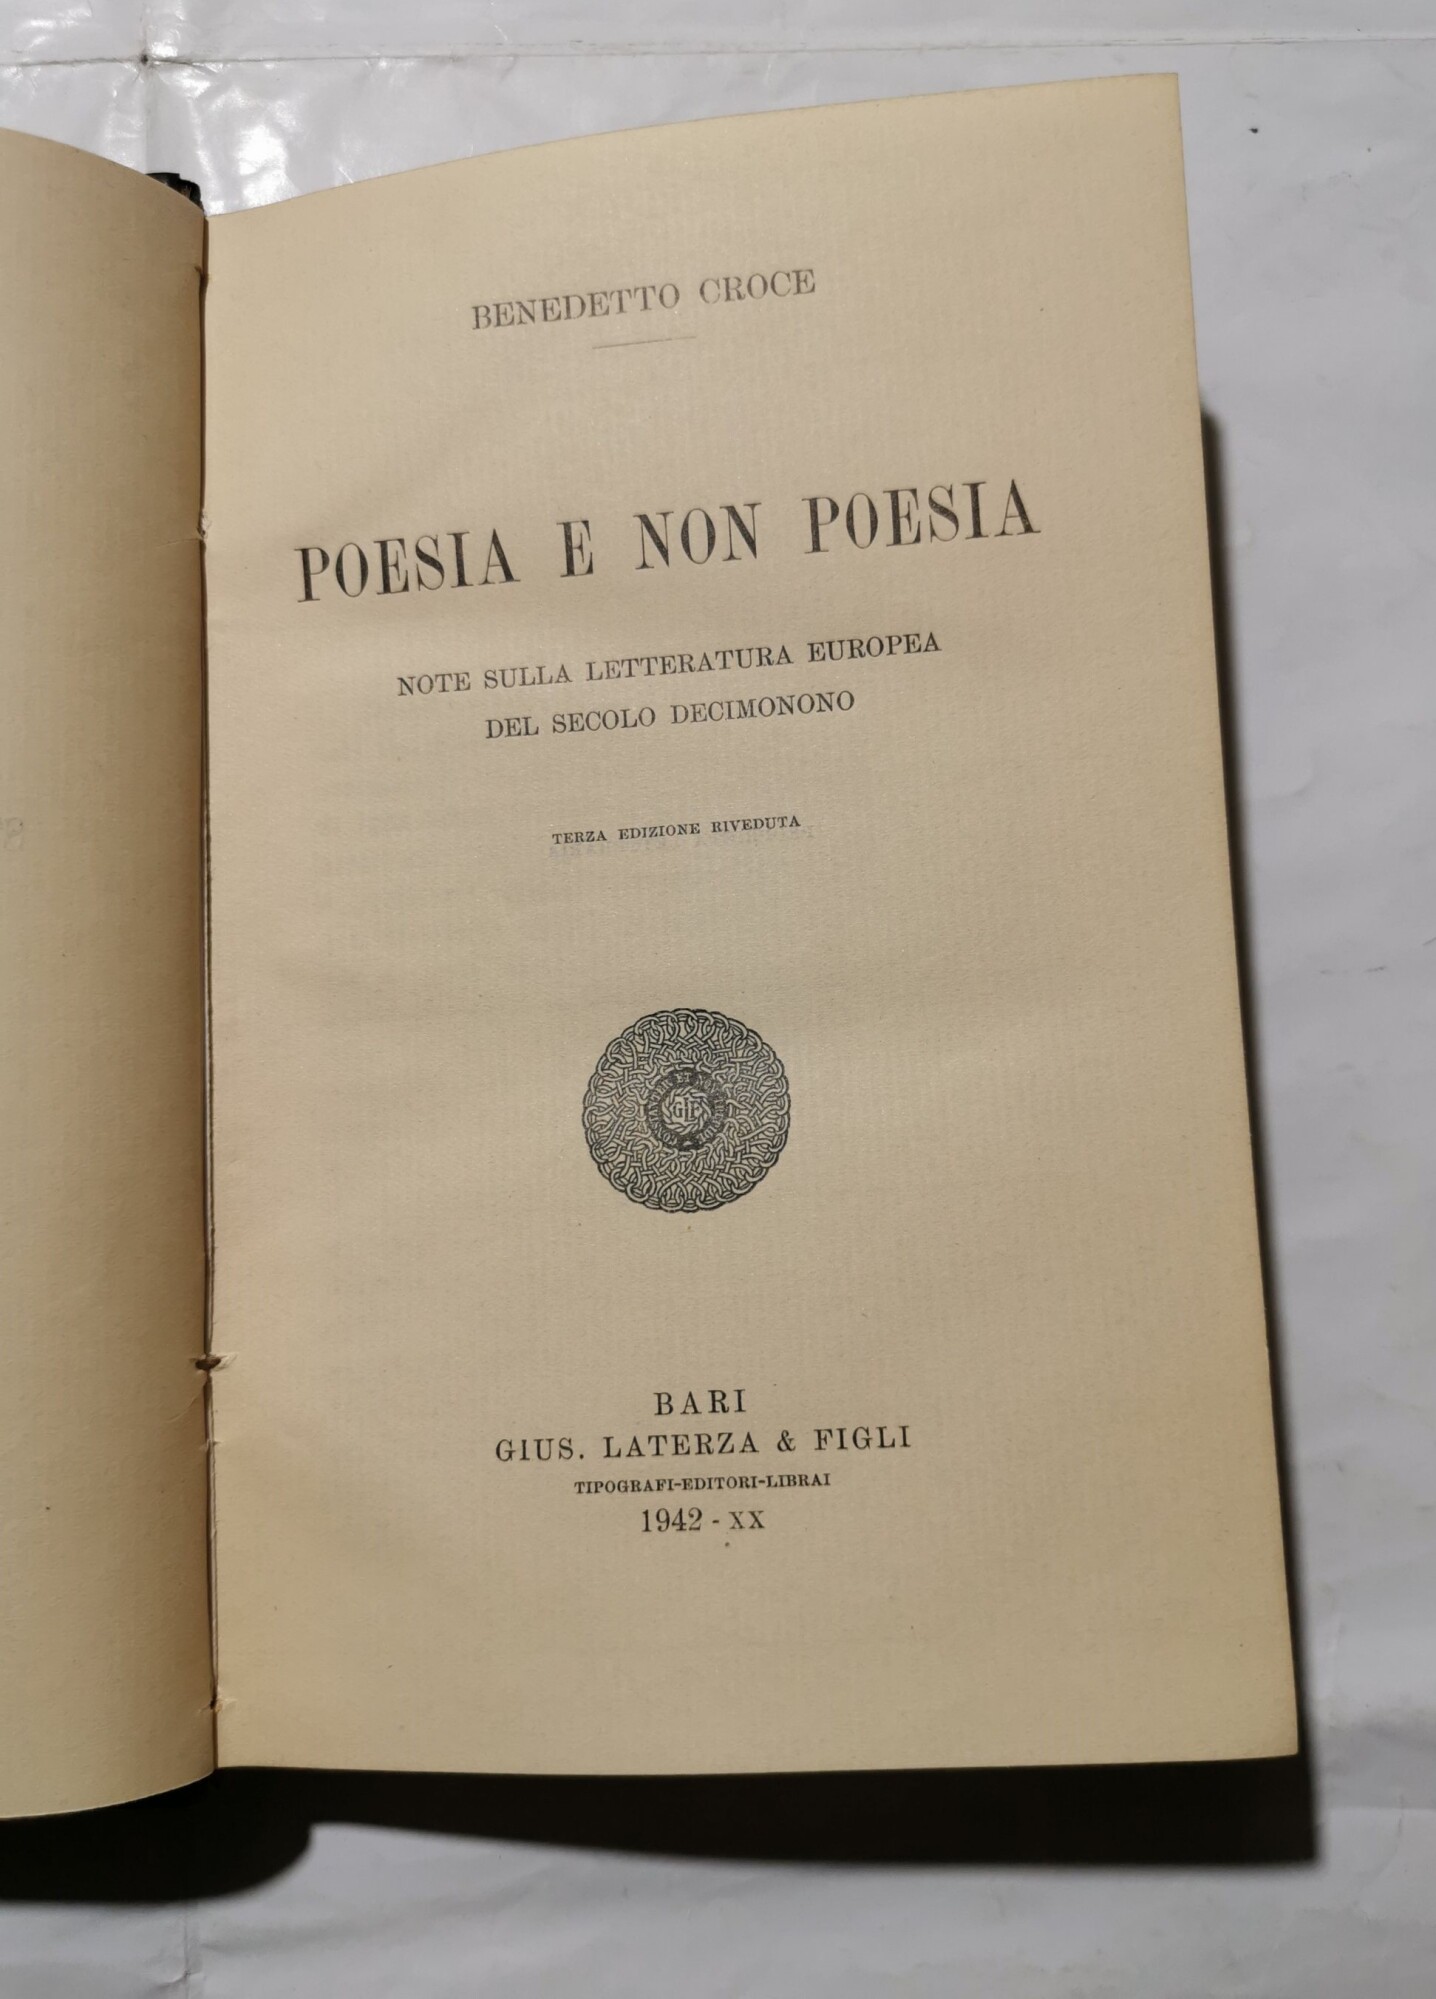 BENEDETTO CROCE
POESIA E NON POESIA
NOTE SULLA LETTERATURA EUROPEA
DEL SECOLO DECIMONONO
TERZA EDIZIONE RIVEDUTA
GLF
BARI
GIUS. LATERZA & FIGLI
TIPOGRAFI-EDITORI-LIBRAI
1942 - XX